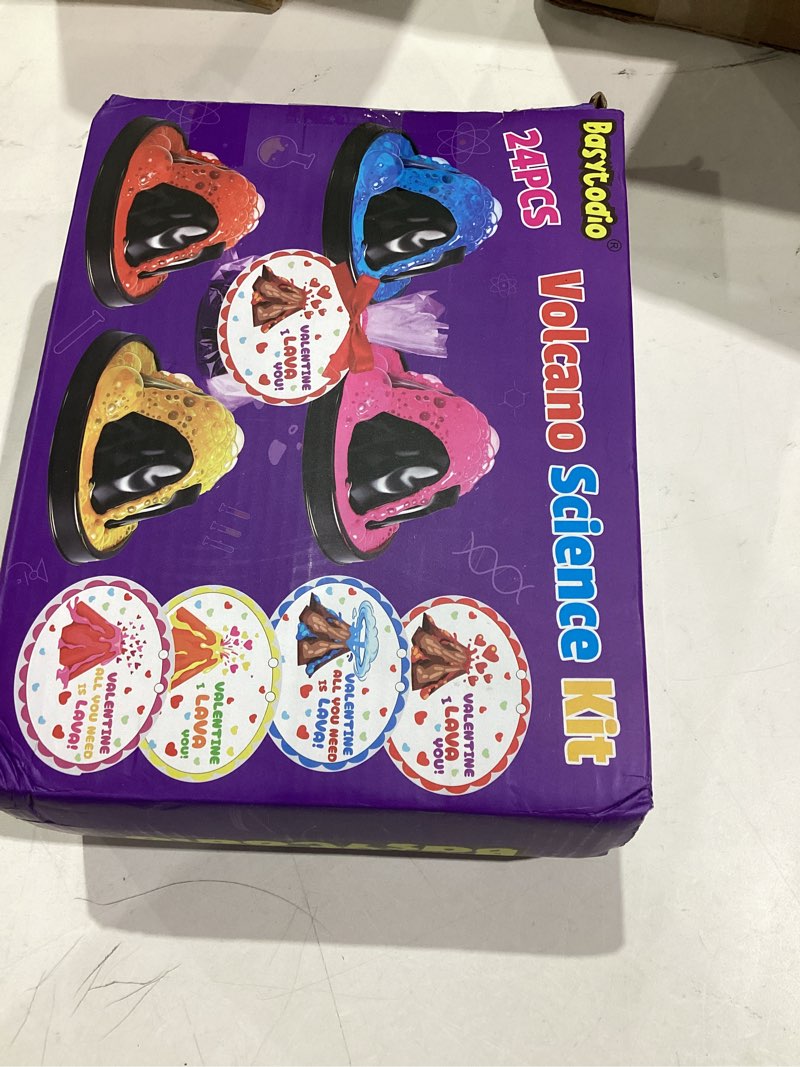 Basytodio®
24PCS
Volcano Science Kit
VALENTINE
I LAVA
YOU!
VALENTINE
I LAVA
YOU!
VALENTINE
ALL YOU NEED
IS LAVA!
VALENTINE
I LAVA
YOU!
VALENTINE
ALL YOU NEED
IS LAVA!